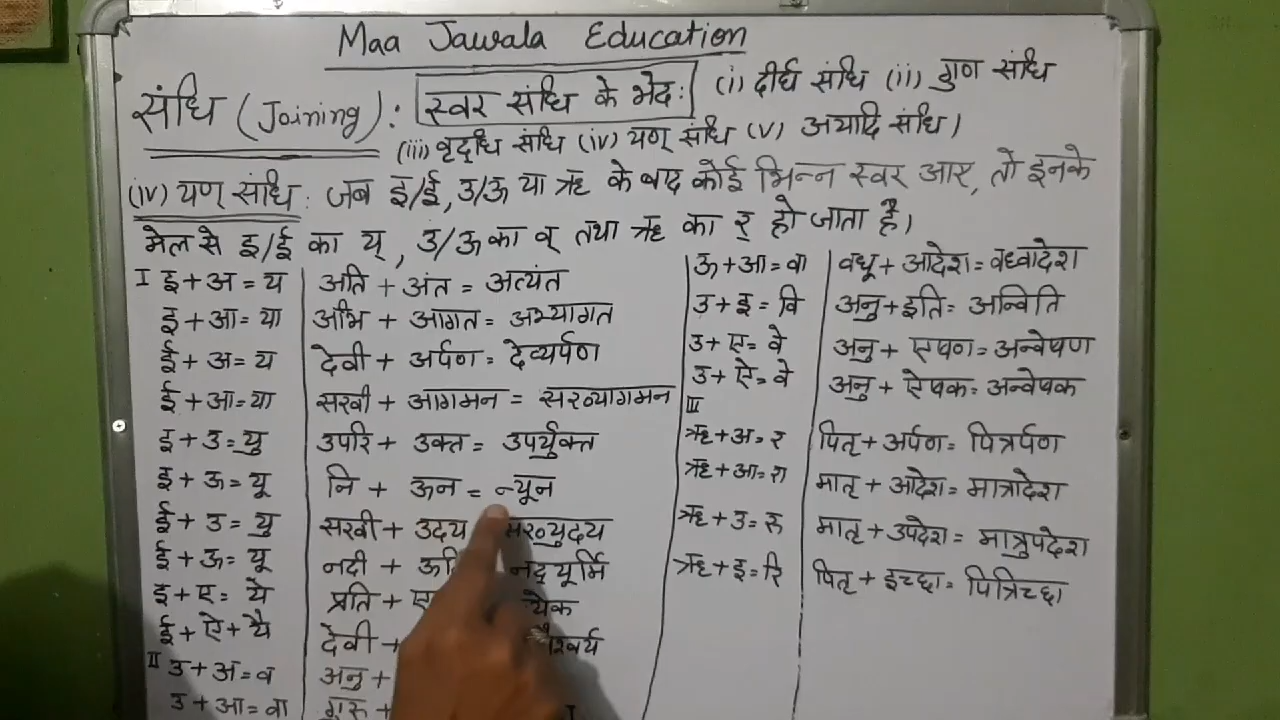 Maa Jawala Education
संधि (Joining): स्वर संधि के भेद: (i) दीर्घ संधि (ii) गुण संधि
(iii) वृद्धि संधि (iv) यण् संधि (v) अयादि संधि।
(iv) यण् संधि: जब इ/ई, उ/ऊ या ऋ के बाद कोई भिन्न स्वर आए, तो इनके
मेल से इ/ई का य्, उ/ऊ का व् तथा ऋ का र् हो जाता है।
I इ + अ = य अति + अंत = अत्यंत
इ + आ = या अभि + आगत = अभ्यागत
ई + अ = य देवी + अर्पण = देव्यर्पण
ई + आ = या सखी + आगमन = सख्यागमन
इ + उ = यु उपरि + उक्त = उपर्युक्त
इ + ऊ = यू नि + ऊन = न्यून
ई + उ = यु सखी + उदय सख्युदय
ई + ऊ = यू नदी + नद्यूर्मि
इ + ए = ये प्रति +
ई + ऐ + यै देवी +
II उ + अ = व अनु +
उ + आ = वा गुरु +
ऊ + आ = वा वधू + आदेश = वध्वादेश
उ + इ = वि अनु + इति = अन्विति
उ + ए = वे अनु + एषण = अन्वेषण
उ + ऐ = वे अनु + ऐषक = अन्वेषक
III
ऋ + अ = र पितृ + अर्पण = पित्रर्पण
ऋ + आ = रा मातृ + आदेश = मात्रादेश
ऋ + उ = रू मातृ + उपदेश = मात्रुपदेश
ऋ + इ = रि पितृ + इच्छा = पित्रिच्छा